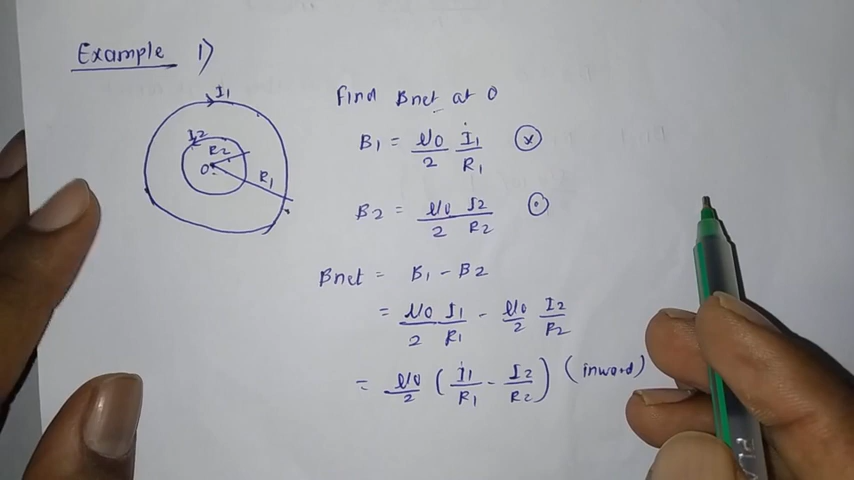 Example 1)
I1
I2
R2
O
R1
Find Bnet at O
B1 = μ0/2 I1/R1 ⊗
B2 = μ0/2 I2/R2 ⊙
Bnet = B1 - B2
= μ0/2 I1/R1 - μ0/2 I2/R2
= μ0/2 (I1/R1 - I2/R2) (inward)